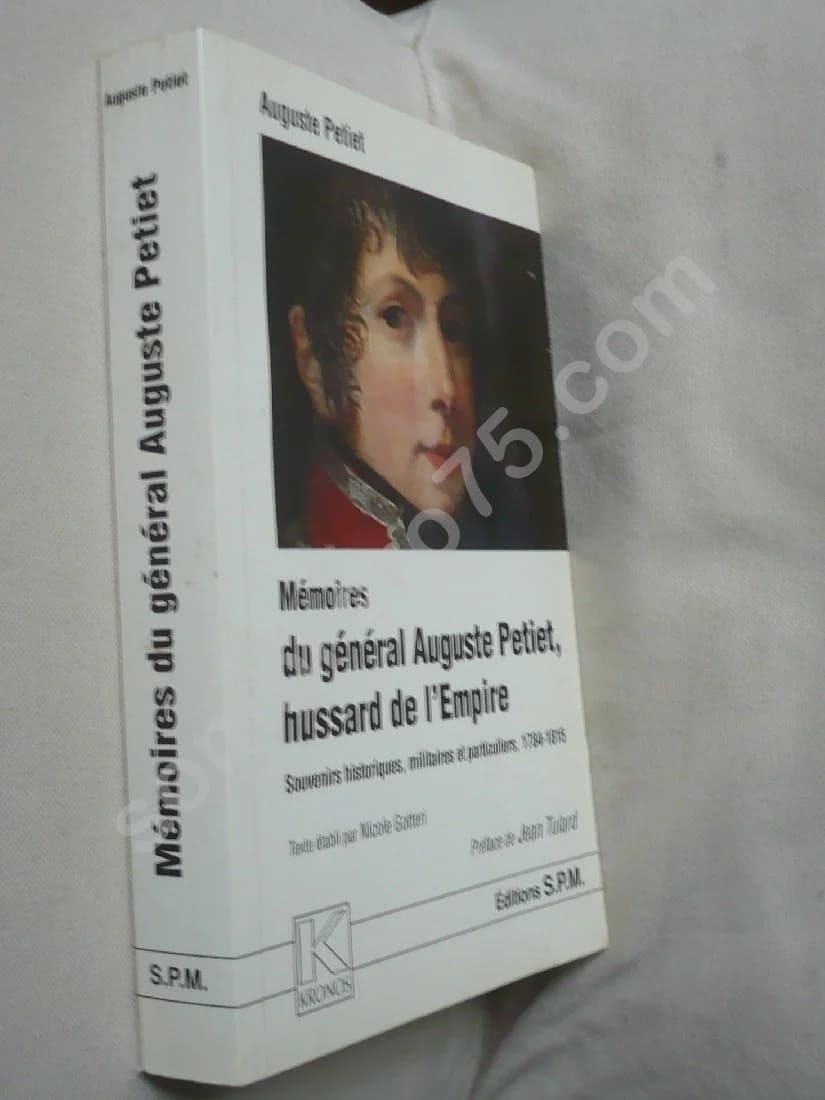 Auguste Petiet
Mémoires du général Auguste Petiet
S.P.M.
Auguste Petiet
Mémoires
du général Auguste Petiet,
hussard de l'Empire
Souvenirs historiques, militaires et particuliers, 1784-1815
Texte établi par Nicole Gotteri
Préface de Jean Tulard
Éditions S.P.M.
K
KRONOS